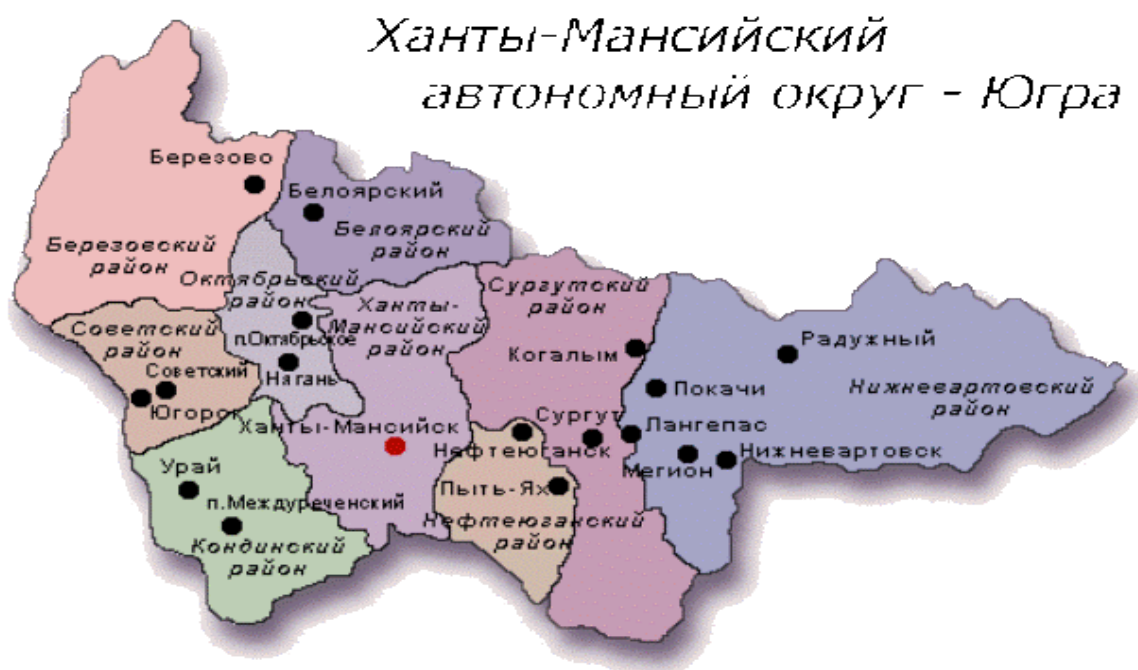 Ханты-Мансийский
автономный округ - Югра
Березово
Белоярский
Белоярский
район
Березовский
район
Октябрьский
район
Ханты-
Мансийский
район
Сургутский
район
Советский
район
п.Октябрьское
Когалым
Радужный
Советский
Нягань
Покачи
Нижневартовский
район
Югорск
Ханты-Мансийск
Сургут
Лангепас
Нефтеюганск
Мегион
Нижневартовск
Урай
Пыть-Ях
п.Междуреченский
Нефтеюганский
район
Кондинский
район